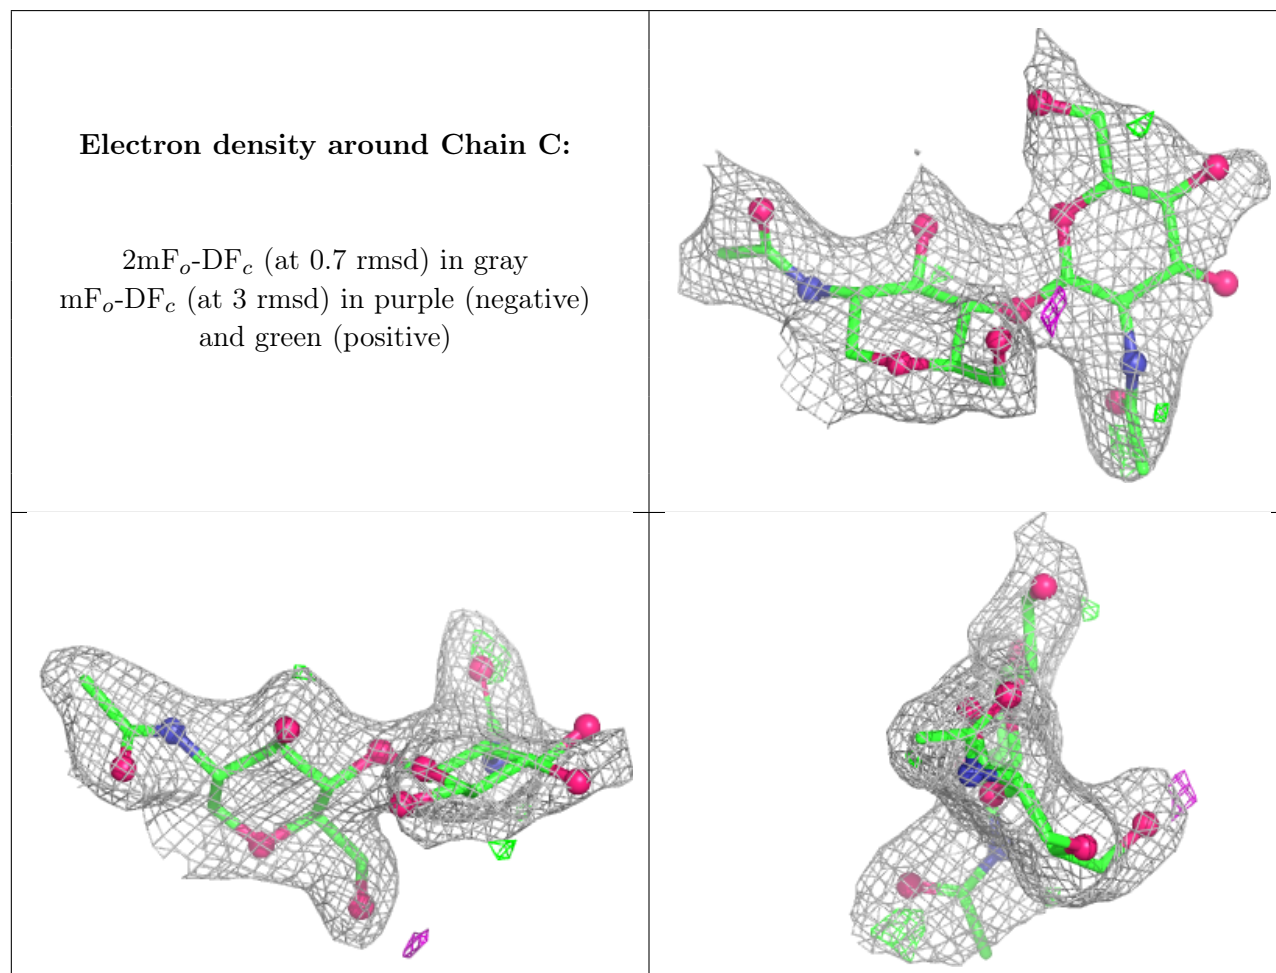 Electron density around Chain C:
2mFo-DFc (at 0.7 rmsd) in gray
mFo-DFc (at 3 rmsd) in purple (negative)
and green (positive)